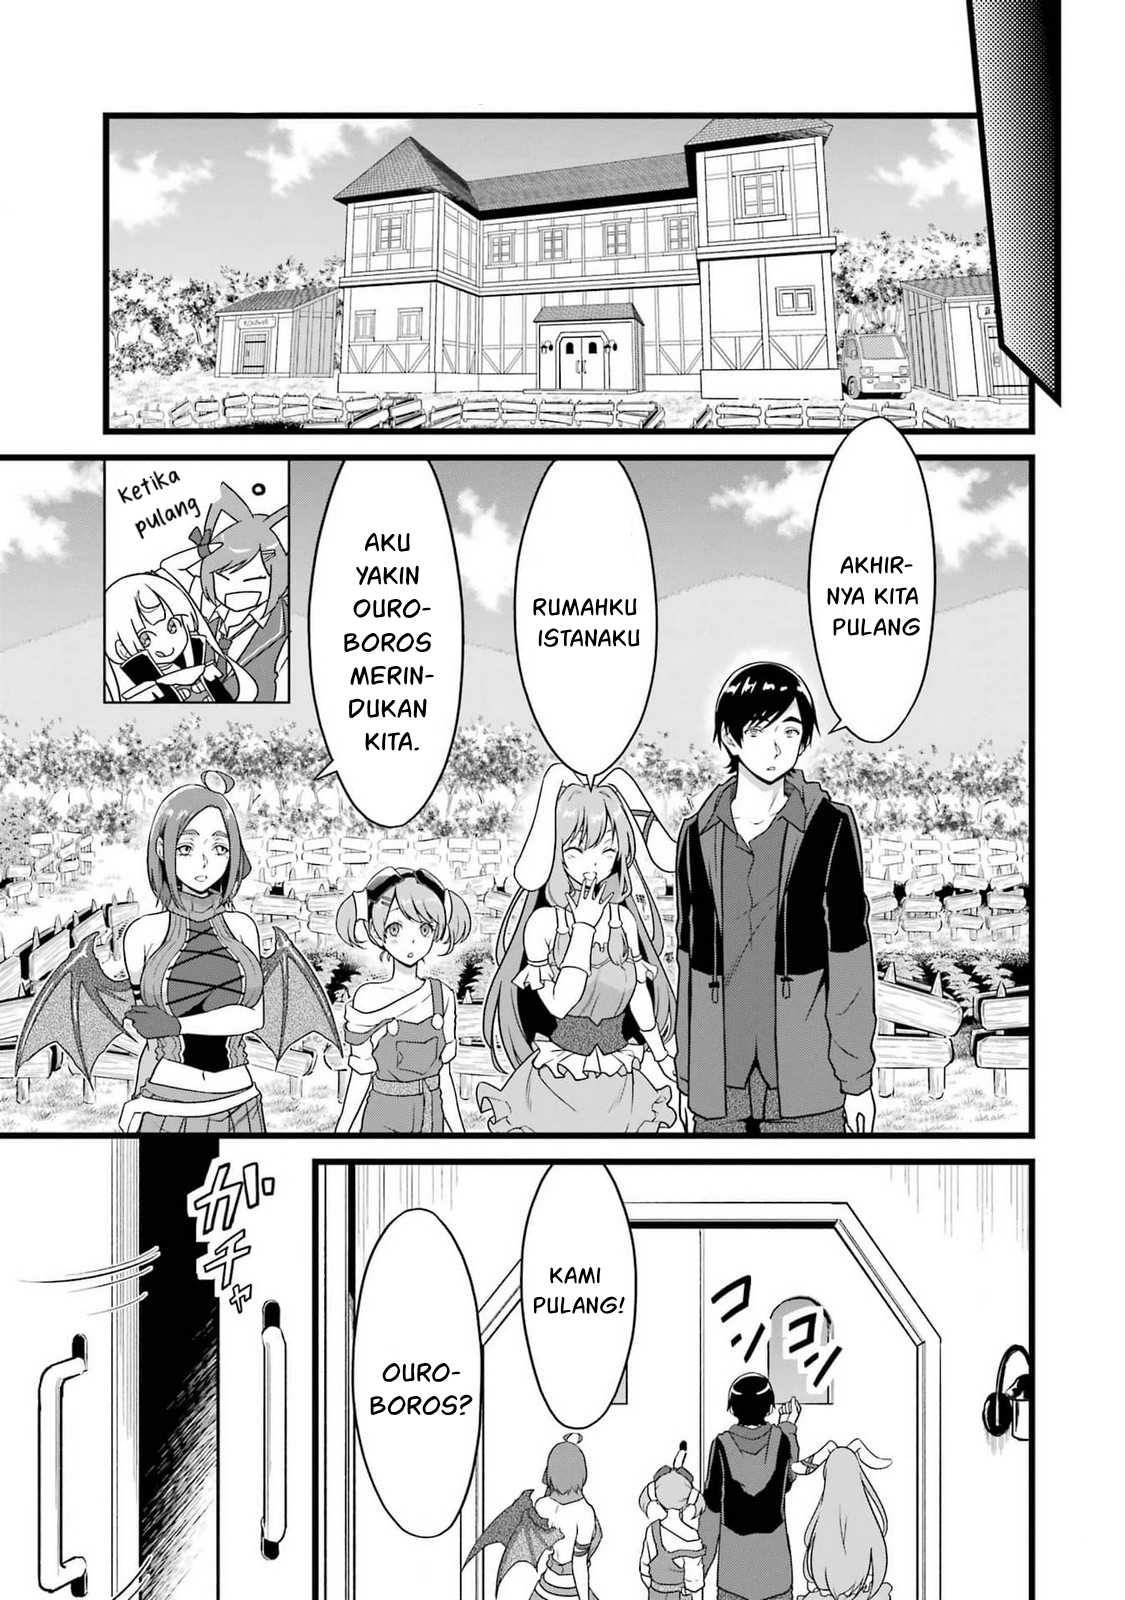 AKHIR-
NYA KITA
PULANG
RUMAHKU
ISTANAKU
AKU
YAKIN
OURO-
BOROS
MERIN-
DUKAN
KITA.
Ketika
pulang
コンコン
KAMI
PULANG!
OURO-
BOROS?
ガチャ